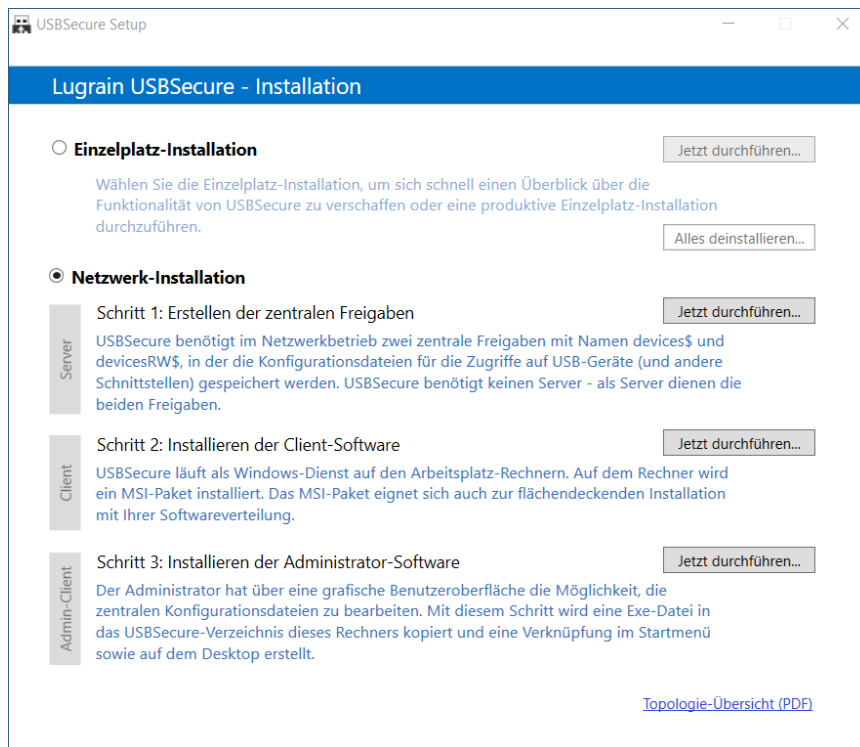 USBSecure Setup
Lugrain USBSecure - Installation
Einzelplatz-Installation
Jetzt durchführen...
Wählen Sie die Einzelplatz-Installation, um sich schnell einen Überblick über die
Funktionalität von USBSecure zu verschaffen oder eine produktive Einzelplatz-Installation
durchzuführen.
Alles deinstallieren...
Netzwerk-Installation
Server
Schritt 1: Erstellen der zentralen Freigaben
Jetzt durchführen...
USBSecure benötigt im Netzwerkbetrieb zwei zentrale Freigaben mit Namen devices$ und
devicesRW$, in der die Konfigurationsdateien für die Zugriffe auf USB-Geräte (und andere
Schnittstellen) gespeichert werden. USBSecure benötigt keinen Server - als Server dienen die
beiden Freigaben.
Client
Schritt 2: Installieren der Client-Software
Jetzt durchführen...
USBSecure läuft als Windows-Dienst auf den Arbeitsplatz-Rechnern. Auf dem Rechner wird
ein MSI-Paket installiert. Das MSI-Paket eignet sich auch zur flächendeckenden Installation
mit Ihrer Softwareverteilung.
Admin-Client
Schritt 3: Installieren der Administrator-Software
Jetzt durchführen...
Der Administrator hat über eine grafische Benutzeroberfläche die Möglichkeit, die
zentralen Konfigurationsdateien zu bearbeiten. Mit diesem Schritt wird eine Exe-Datei in
das USBSecure-Verzeichnis dieses Rechners kopiert und eine Verknüpfung im Startmenü
sowie auf dem Desktop erstellt.
Topologie-Übersicht (PDF)